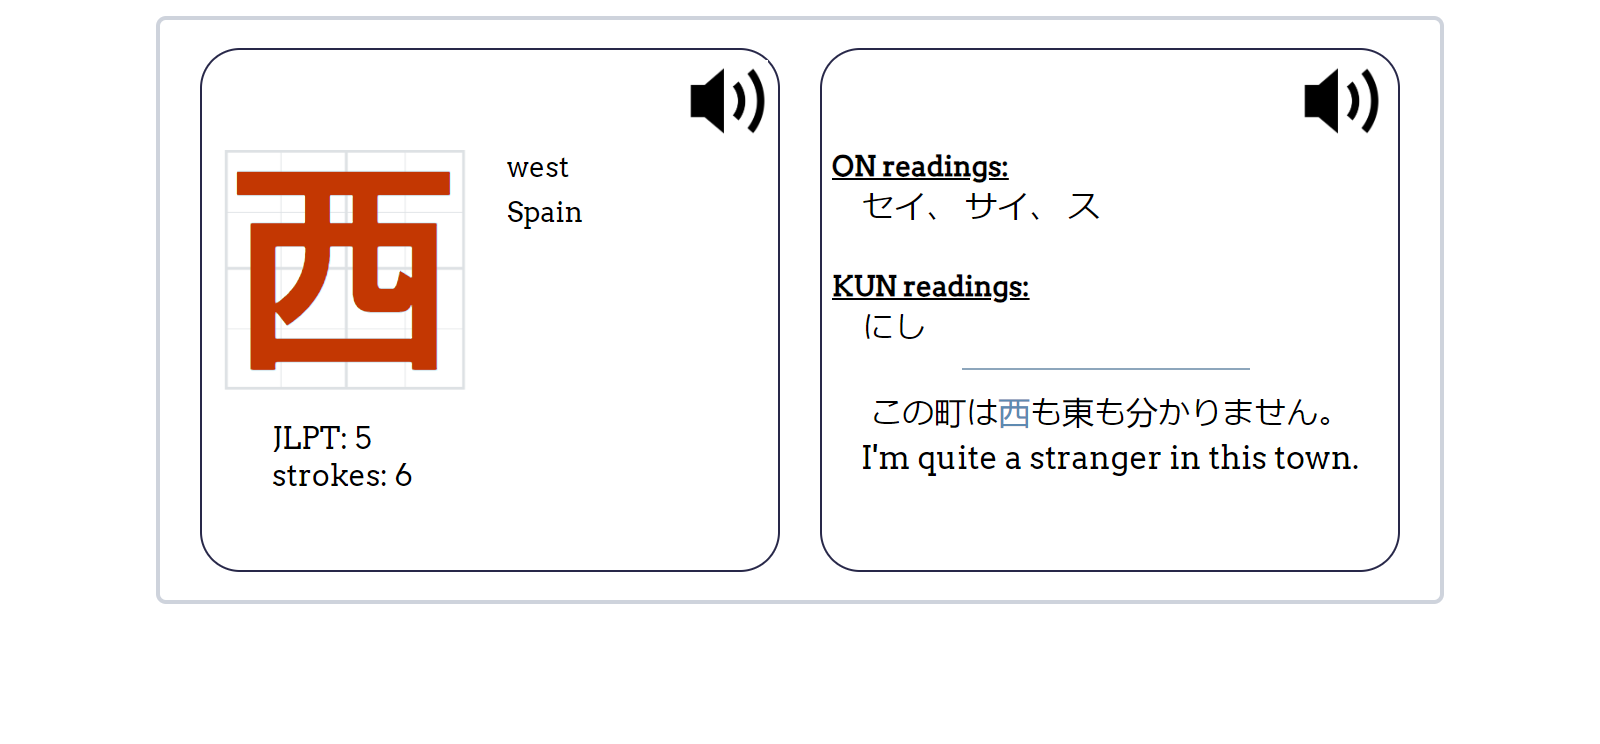 西
west
Spain
JLPT: 5
strokes: 6
ON readings:
セイ、 サイ、 ス
KUN readings:
にし
この町は西も東も分かりません。
I'm quite a stranger in this town.